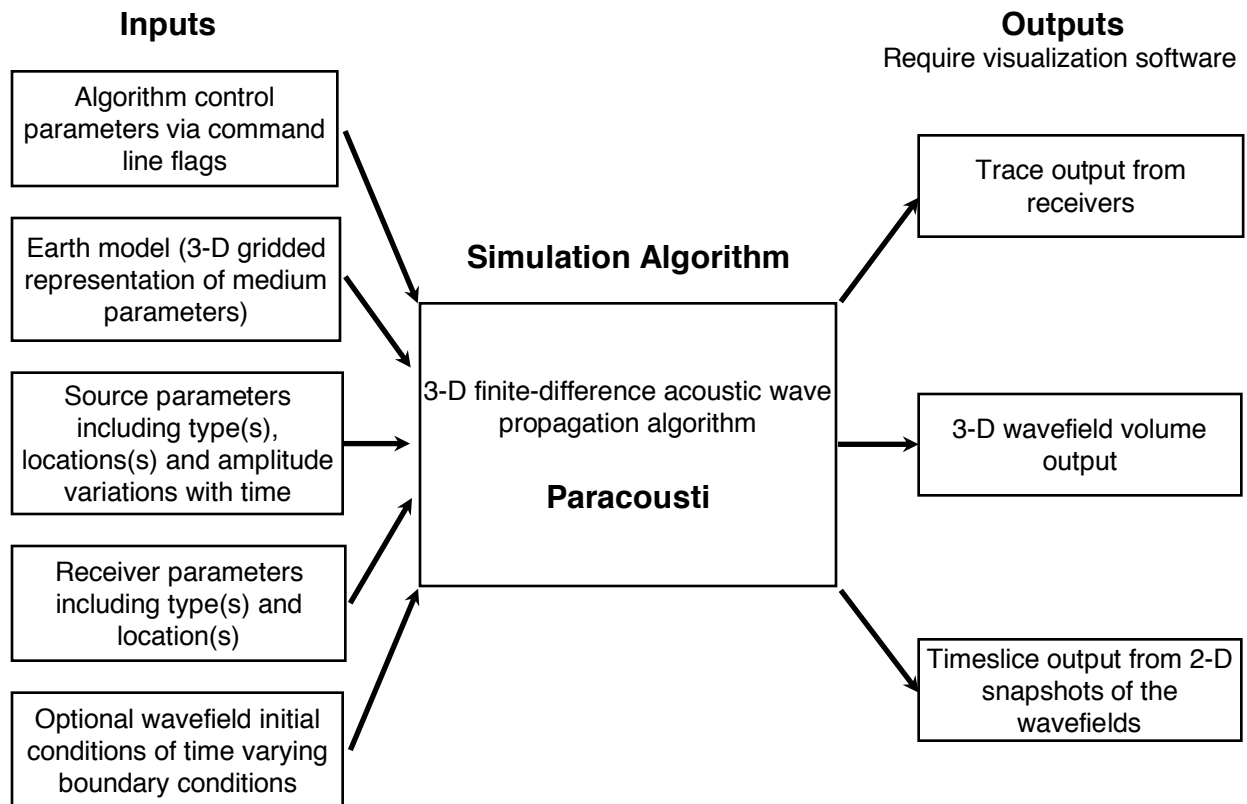 Inputs
Algorithm control
parameters via command
line flags
Earth model (3-D gridded
representation of medium
parameters)
Source parameters
including type(s),
locations(s) and amplitude
variations with time
Receiver parameters
including type(s) and
location(s)
Optional wavefield initial
conditions of time varying
boundary conditions
Simulation Algorithm
3-D finite-difference acoustic wave
propagation algorithm
Paracousti
Outputs
Require visualization software
Trace output from
receivers
3-D wavefield volume
output
Timeslice output from 2-D
snapshots of the
wavefields